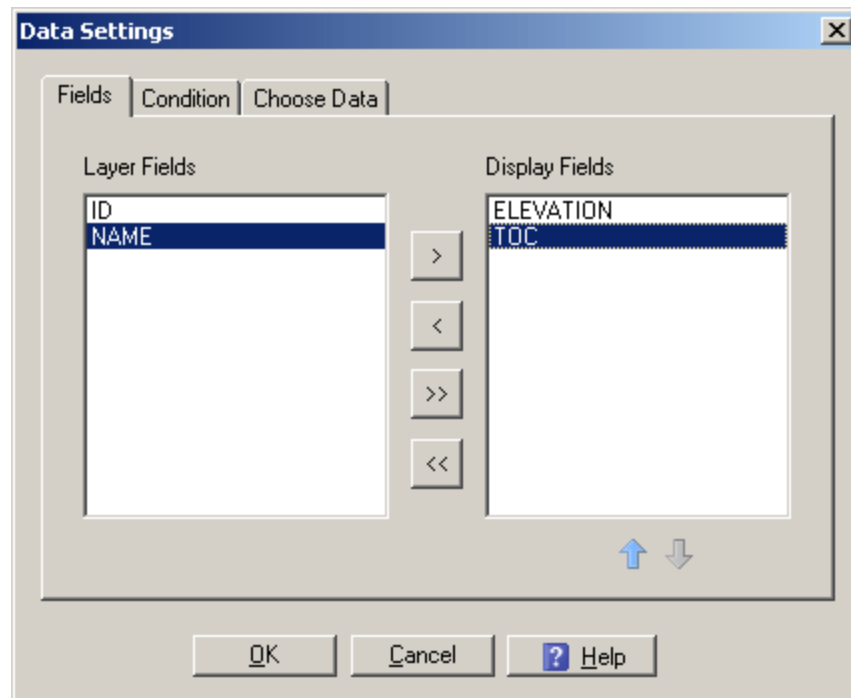 Data Settings
Fields Condition Choose Data
Layer Fields Display Fields
ID ELEVATION
NAME TOC
>
<
>>
<<
OK Cancel ? Help